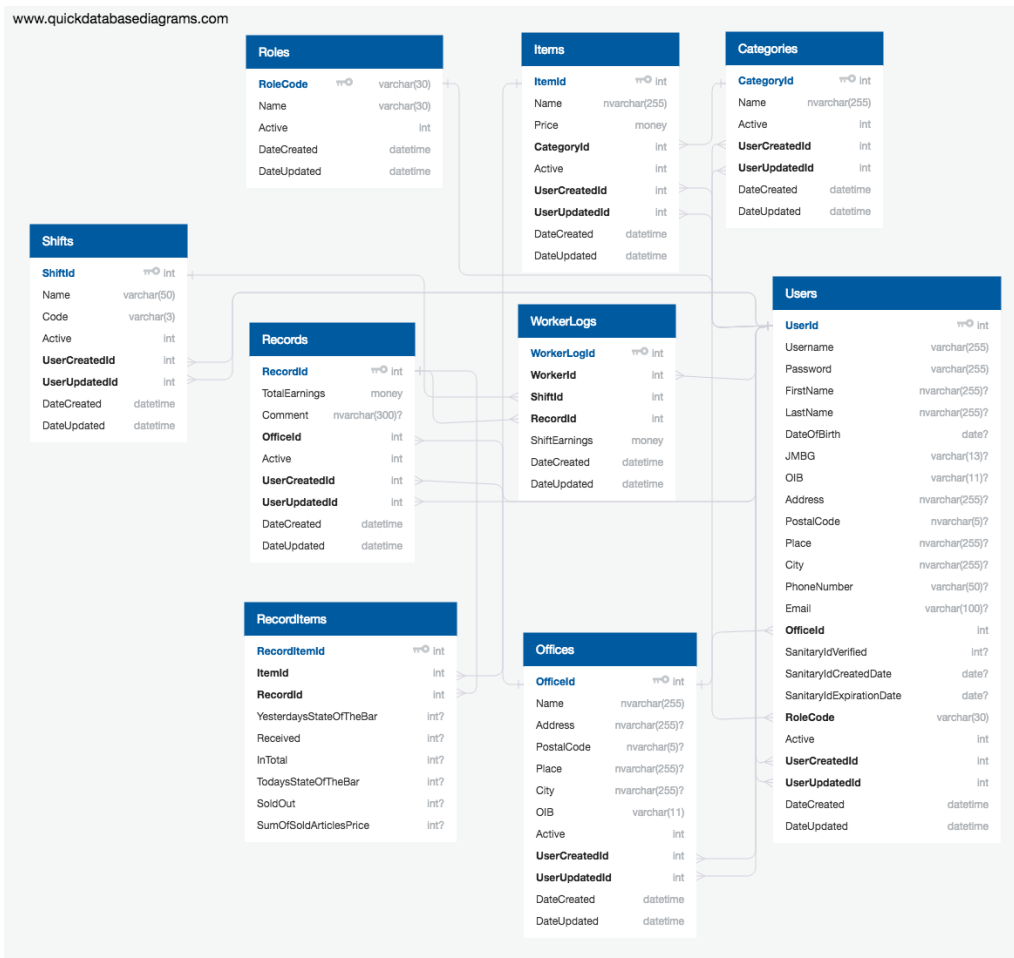 www.quickdatabasediagrams.com
Roles
RoleCode varchar(30)
Name varchar(30)
Active int
DateCreated datetime
DateUpdated datetime
Items
ItemId int
Name nvarchar(255)
Price money
CategoryId int
Active int
UserCreatedId int
UserUpdatedId int
DateCreated datetime
DateUpdated datetime
Categories
CategoryId int
Name nvarchar(255)
Active int
UserCreatedId int
UserUpdatedId int
DateCreated datetime
DateUpdated datetime
Shifts
ShiftId int
Name varchar(50)
Code varchar(3)
Active int
UserCreatedId int
UserUpdatedId int
DateCreated datetime
DateUpdated datetime
Records
RecordId int
TotalEarnings money
Comment nvarchar(300)?
OfficeId int
Active int
UserCreatedId int
UserUpdatedId int
DateCreated datetime
DateUpdated datetime
WorkerLogs
WorkerLogId int
WorkerId int
ShiftId int
RecordId int
ShiftEarnings money
DateCreated datetime
DateUpdated datetime
Users
UserId int
Username varchar(255)
Password varchar(255)
FirstName nvarchar(255)?
LastName nvarchar(255)?
DateOfBirth date?
JMBG varchar(13)?
OIB varchar(11)?
Address nvarchar(255)?
PostalCode nvarchar(5)?
Place nvarchar(255)?
City nvarchar(255)?
PhoneNumber varchar(50)?
Email varchar(100)?
OfficeId int
SanitaryIdVerified int?
SanitaryIdCreatedDate date?
SanitaryIdExpirationDate date?
RoleCode varchar(30)
Active int
UserCreatedId int
UserUpdatedId int
DateCreated datetime
DateUpdated datetime
RecordItems
RecordItemId int
ItemId int
RecordId int
YesterdaysStateOfTheBar int?
Received int?
InTotal int?
TodaysStateOfTheBar int?
SoldOut int?
SumOfSoldArticlesPrice int?
Offices
OfficeId int
Name nvarchar(255)
Address nvarchar(255)?
PostalCode nvarchar(5)?
Place nvarchar(255)?
City nvarchar(255)?
OIB varchar(11)
Active int
UserCreatedId int
UserUpdatedId int
DateCreated datetime
DateUpdated datetime